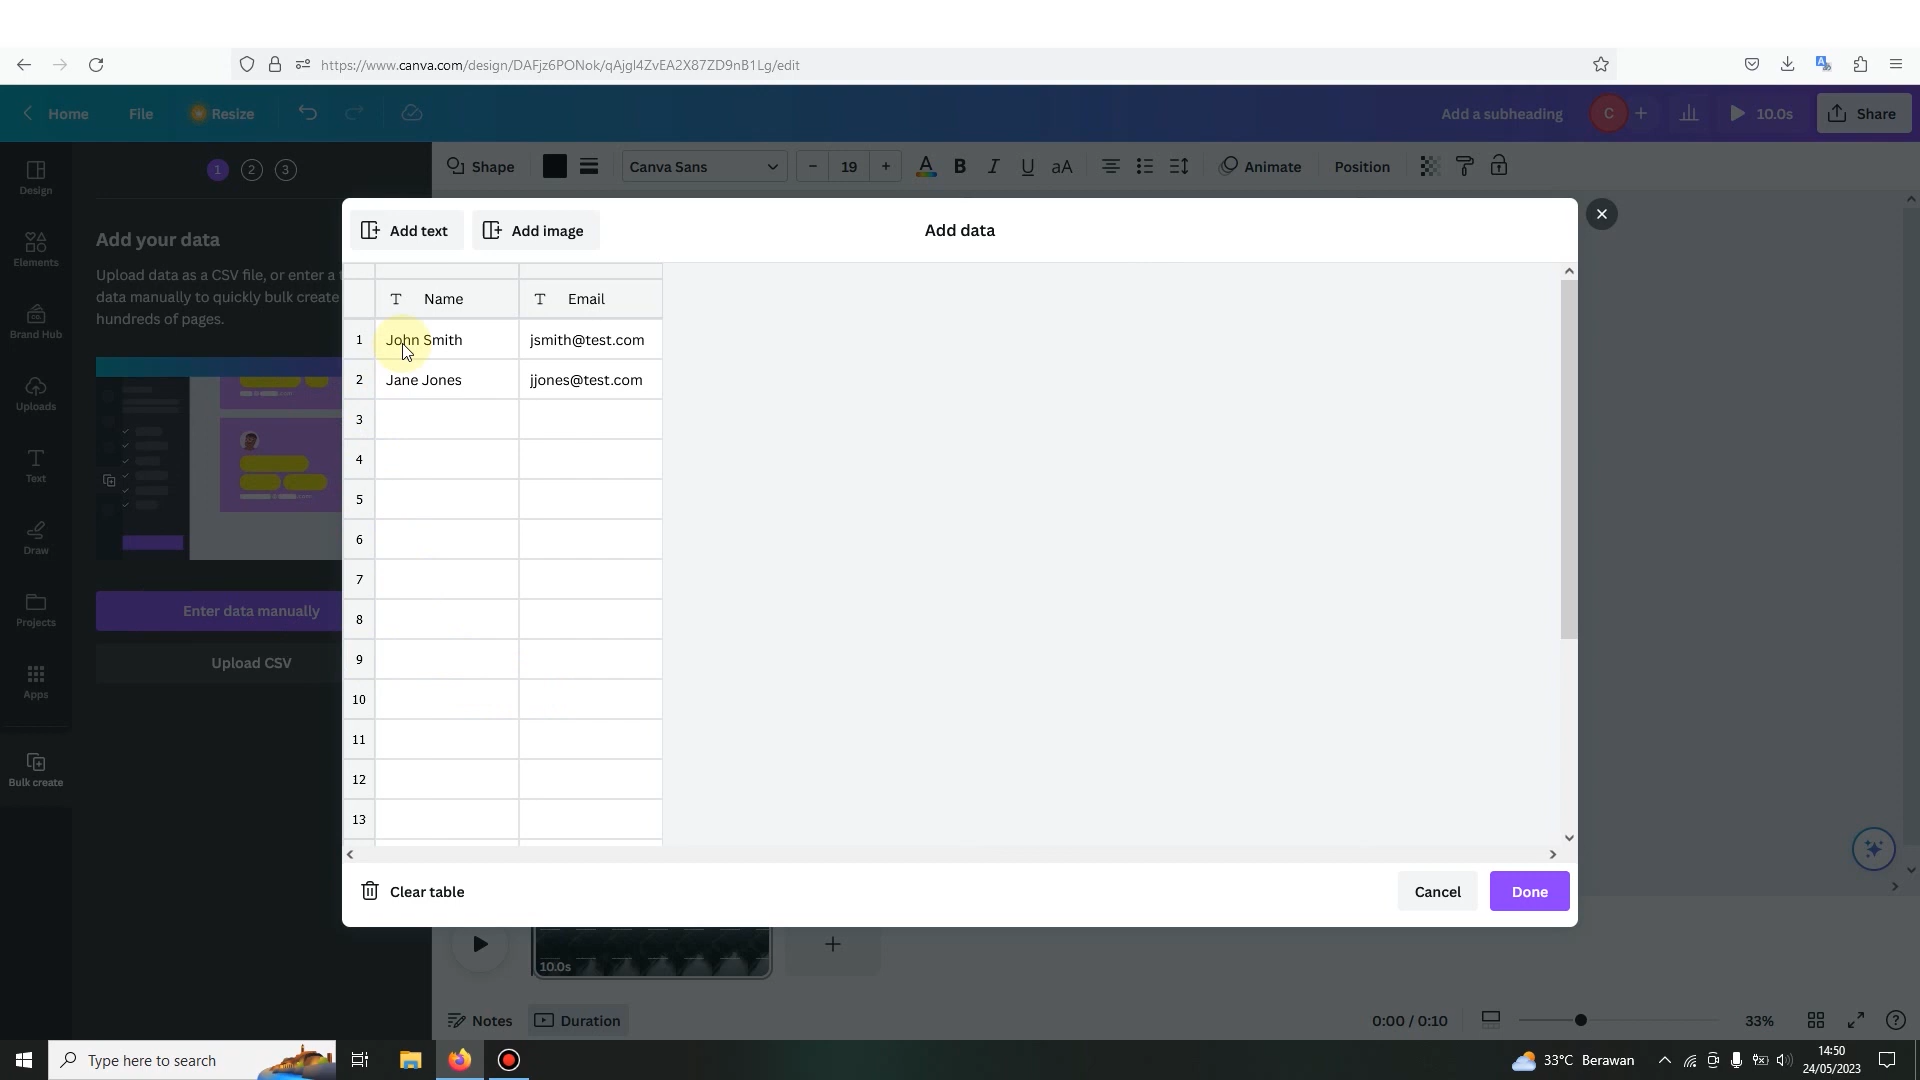 https://www.canva.com/design/DAFjz6PONok/qAjgl4ZvEA2X87ZD9nB1Lg/edit
Home File Resize Add a subheading C 10.0s Share
1 2 3
Shape Canva Sans − 19 + A B I U aA Animate Position
Design
Elements
Brand Hub
Uploads
Text
Draw
Projects
Apps
Bulk create
Add your data
Upload data as a CSV file, or enter a
data manually to quickly bulk create
hundreds of pages.
Enter data manually
Upload CSV
Add text Add image Add data
T Name T Email
1 John Smith jsmith@test.com
2 Jane Jones jjones@test.com
3
4
5
6
7
8
9
10
11
12
13
Clear table Cancel Done
10.0s
Notes Duration 0:00 / 0:10 33%
Type here to search 33°C Berawan 14:50
24/05/2023